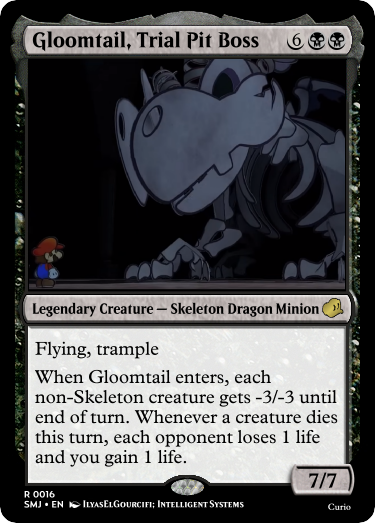 Gloomtail, Trial Pit Boss 6
Legendary Creature — Skeleton Dragon Minion
Flying, trample
When Gloomtail enters, each
non-Skeleton creature gets -3/-3 until
end of turn. Whenever a creature dies
this turn, each opponent loses 1 life
and you gain 1 life.
7/7
R 0016
SMJ • EN IlyasElGourcifi; Intelligent Systems
Curio